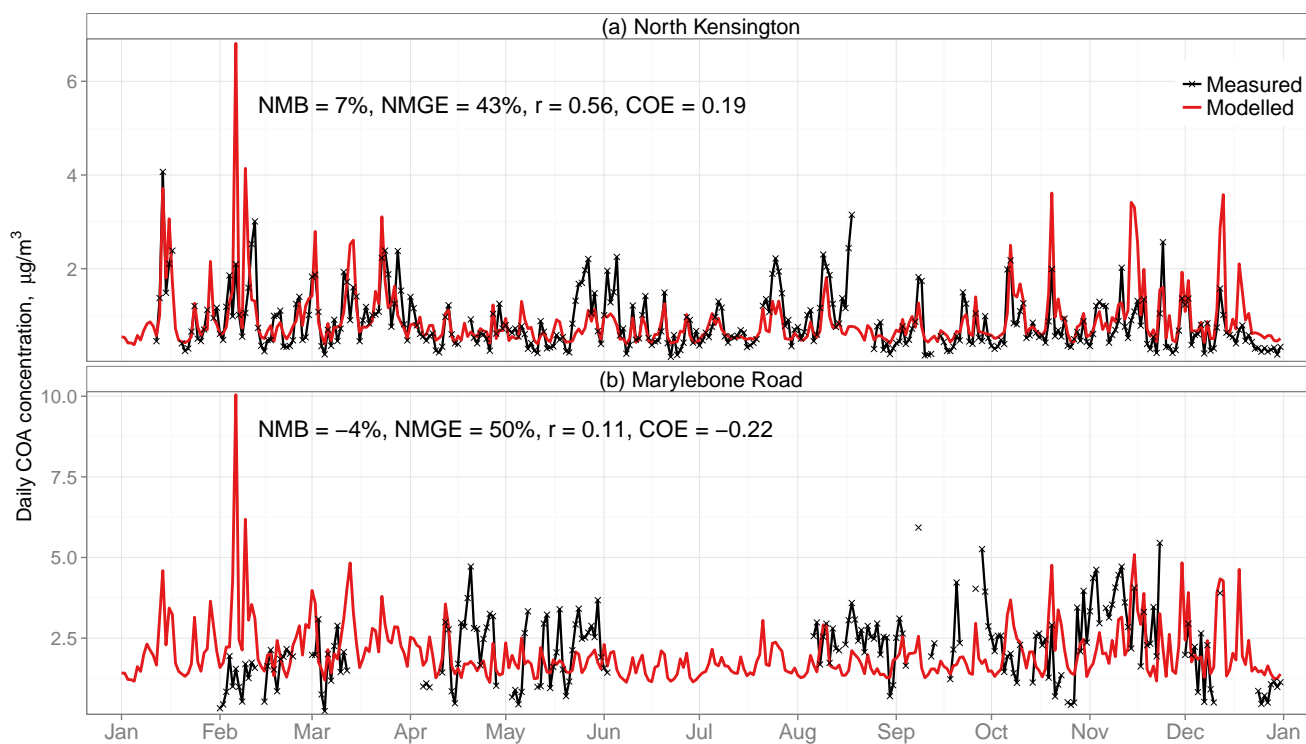 (a) North Kensington
6
4
2
NMB = 7%, NMGE = 43%, r = 0.56, COE = 0.19
Measured
Modelled
Daily COA concentration, μg/m³
(b) Marylebone Road
10.0
7.5
5.0
2.5
NMB = −4%, NMGE = 50%, r = 0.11, COE = −0.22
Jan Feb Mar Apr May Jun Jul Aug Sep Oct Nov Dec Jan